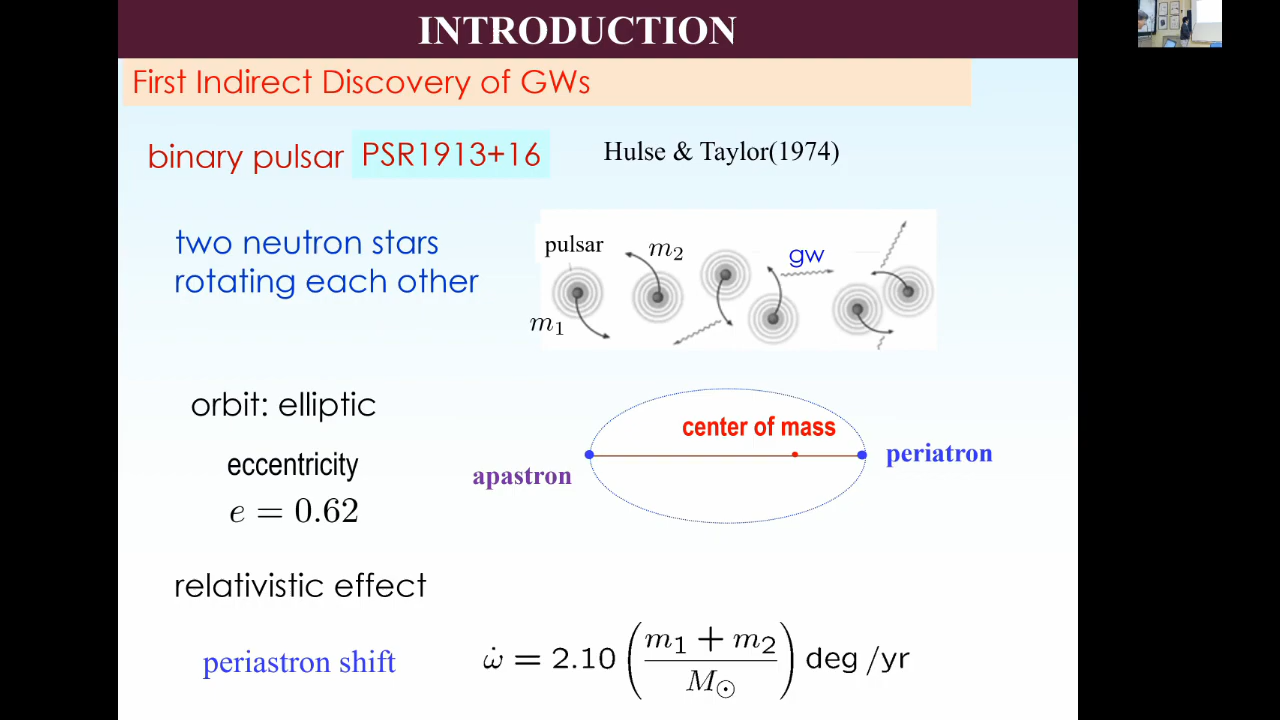 INTRODUCTION
First Indirect Discovery of GWs
binary pulsar PSR1913+16 Hulse & Taylor(1974)
two neutron stars
rotating each other
pulsar m₂ gw
m₁
orbit: elliptic
center of mass
eccentricity
apastron periatron
e = 0.62
relativistic effect
periastron shift ω̇ = 2.10 ( (m₁ + m₂) / M☉ ) deg /yr